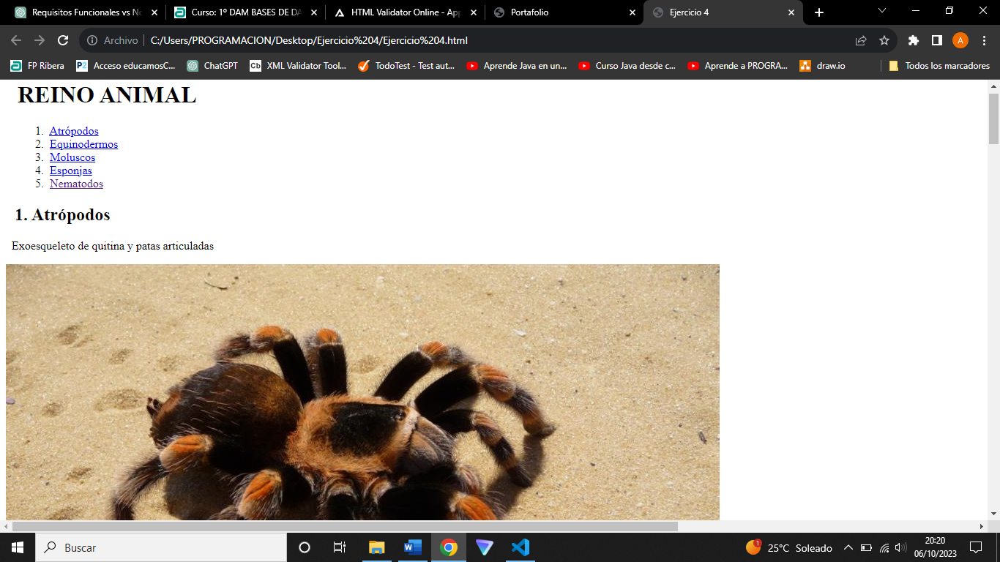 Requisitos Funcionales vs No
Curso: 1º DAM BASES DE DA
HTML Validator Online - App
Portafolio
Ejercicio 4
Archivo
C:/Users/PROGRAMACION/Desktop/Ejercicio%204/Ejercicio%204.html
A
FP Ribera
Acceso educamosC...
ChatGPT
Cb
XML Validator Tool...
TodoTest - Test aut...
Aprende Java en un...
Curso Java desde c...
Aprende a PROGRA...
draw.io
Todos los marcadores
REINO ANIMAL
1. Atrópodos
2. Equinodermos
3. Moluscos
4. Esponjas
5. Nematodos
1. Atrópodos
Exoesqueleto de quitina y patas articuladas
Buscar
1
25°C Soleado
20:20
06/10/2023